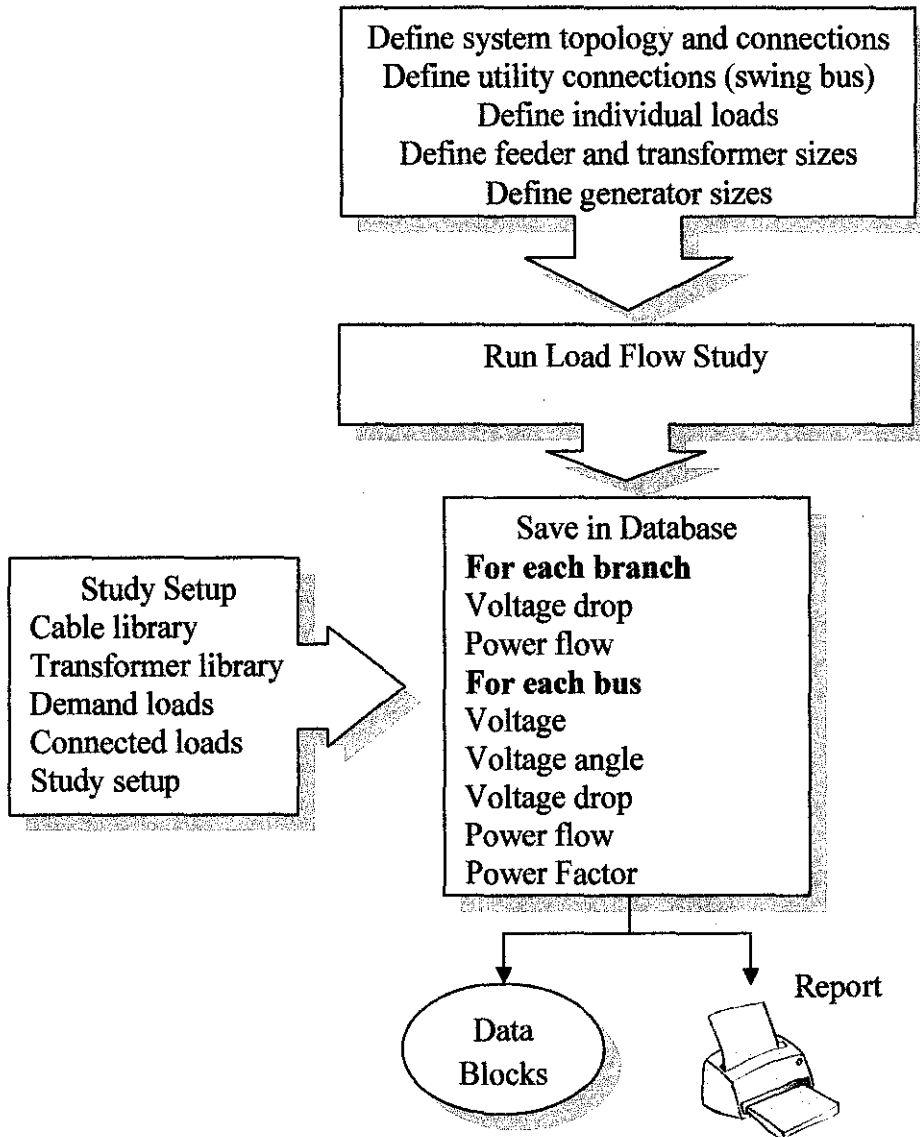 Define system topology and connections
Define utility connections (swing bus)
Define individual loads
Define feeder and transformer sizes
Define generator sizes
Run Load Flow Study
Study Setup
Cable library
Transformer library
Demand loads
Connected loads
Study setup
Save in Database
For each branch
Voltage drop
Power flow
For each bus
Voltage
Voltage angle
Voltage drop
Power flow
Power Factor
Data
Blocks
Report